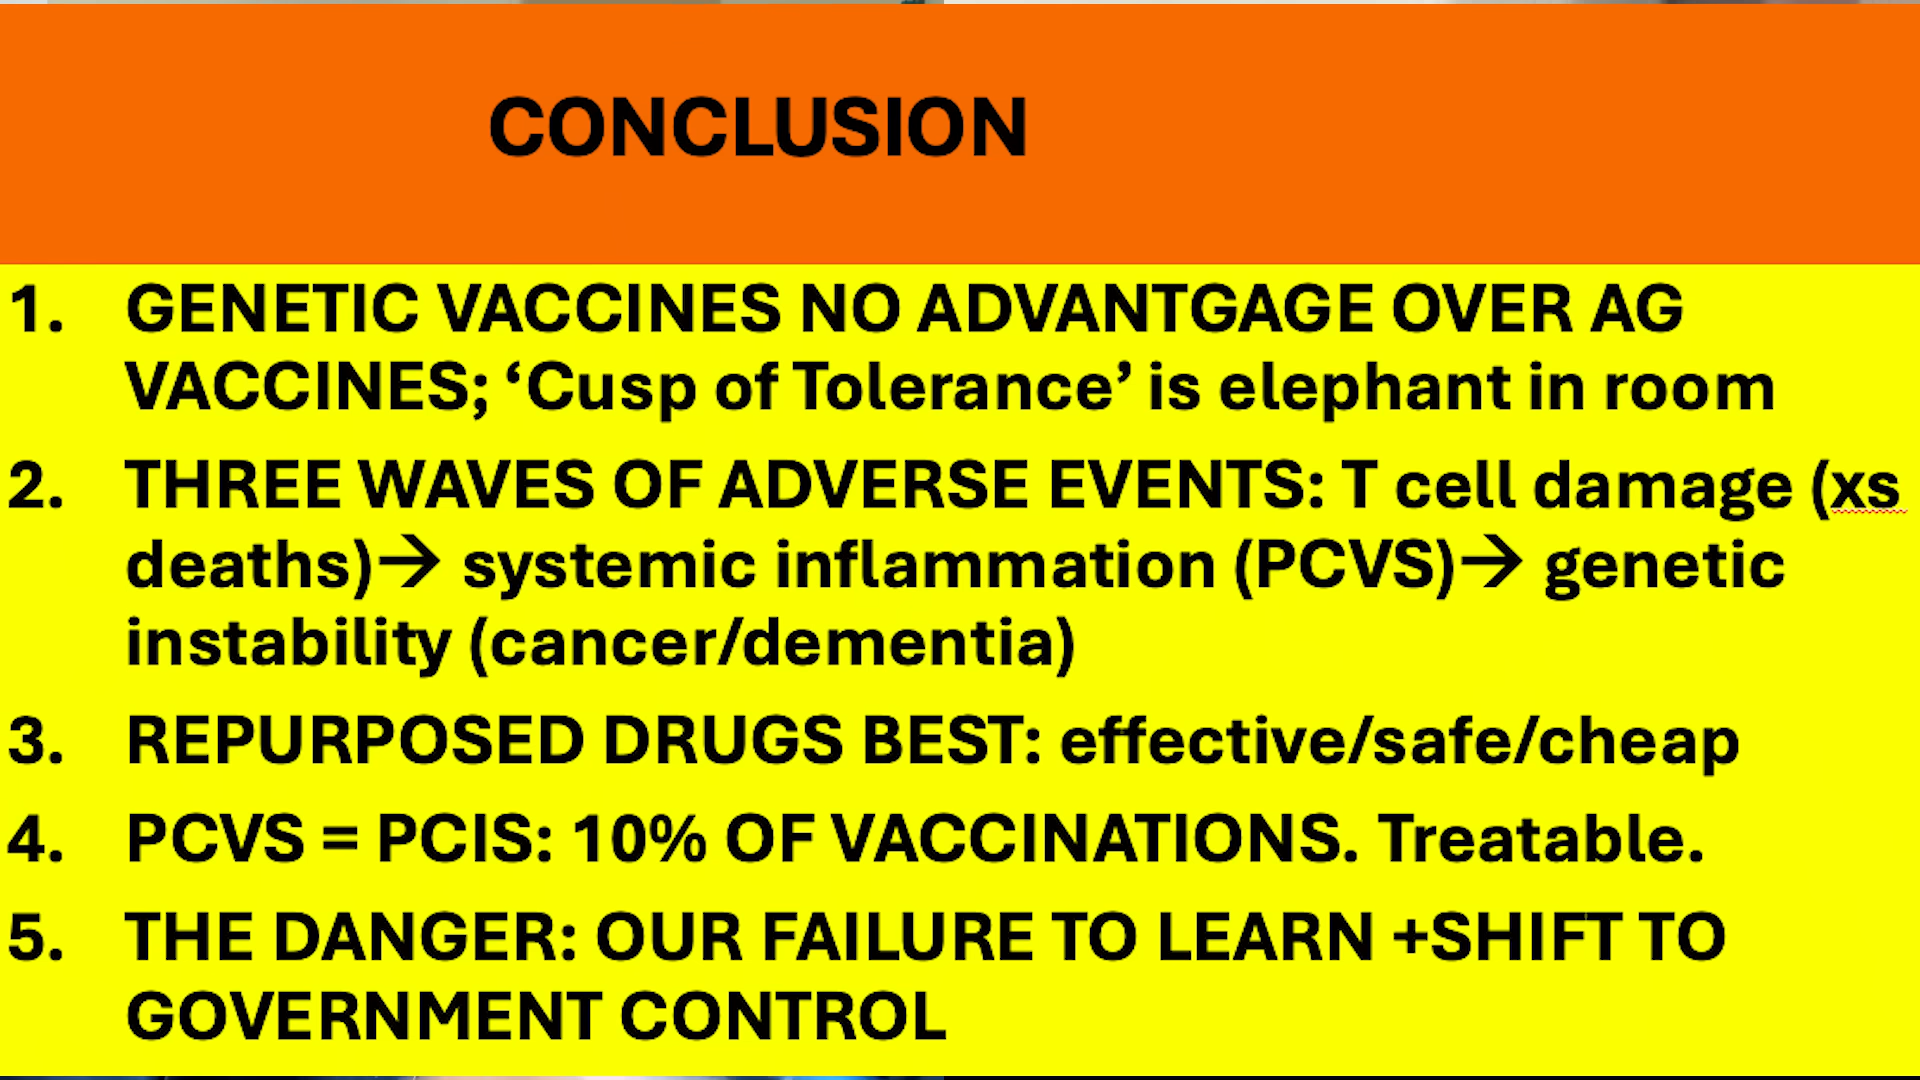 CONCLUSION
1. GENETIC VACCINES NO ADVANTGAGE OVER AG
VACCINES; ‘Cusp of Tolerance’ is elephant in room
2. THREE WAVES OF ADVERSE EVENTS: T cell damage (xs
deaths)→ systemic inflammation (PCVS)→ genetic
instability (cancer/dementia)
3. REPURPOSED DRUGS BEST: effective/safe/cheap
4. PCVS = PCIS: 10% OF VACCINATIONS. Treatable.
5. THE DANGER: OUR FAILURE TO LEARN +SHIFT TO
GOVERNMENT CONTROL